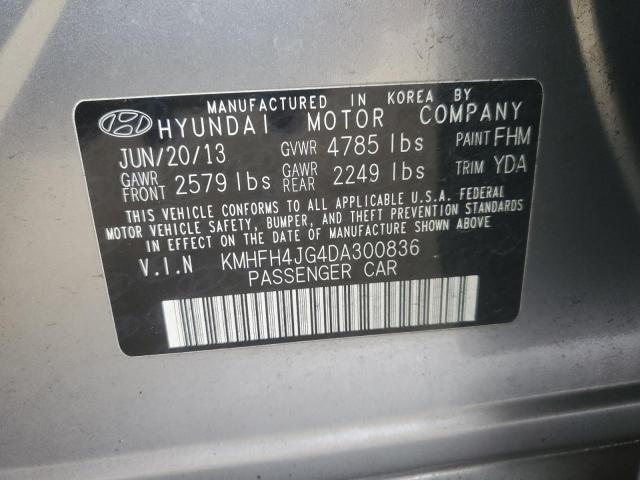 MANUFACTURED IN KOREA BY
HYUNDAI MOTOR COMPANY
JUN/20/13 GVWR 4785 lbs PAINT FHM
GAWR FRONT 2579 lbs GAWR REAR 2249 lbs TRIM YDA
THIS VEHICLE CONFORMS TO ALL APPLICABLE U.S.A. FEDERAL
MOTOR VEHICLE SAFETY, BUMPER, AND THEFT PREVENTION STANDARDS
IN EFFECT ON THE DATE OF MANUFACTURE SHOWN ABOVE.
V.I.N KMHFH4JG4DA300836
PASSENGER CAR